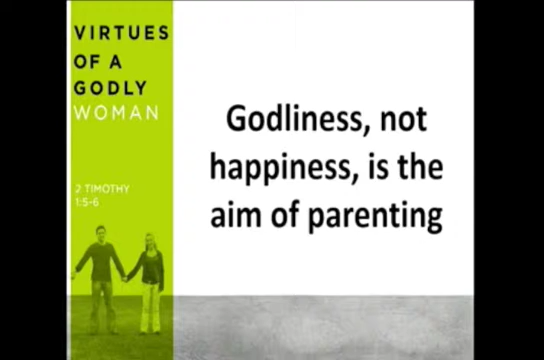 VIRTUES
OF A
GODLY
WOMAN
2 TIMOTHY
1:5-6
Godliness, not
happiness, is the
aim of parenting